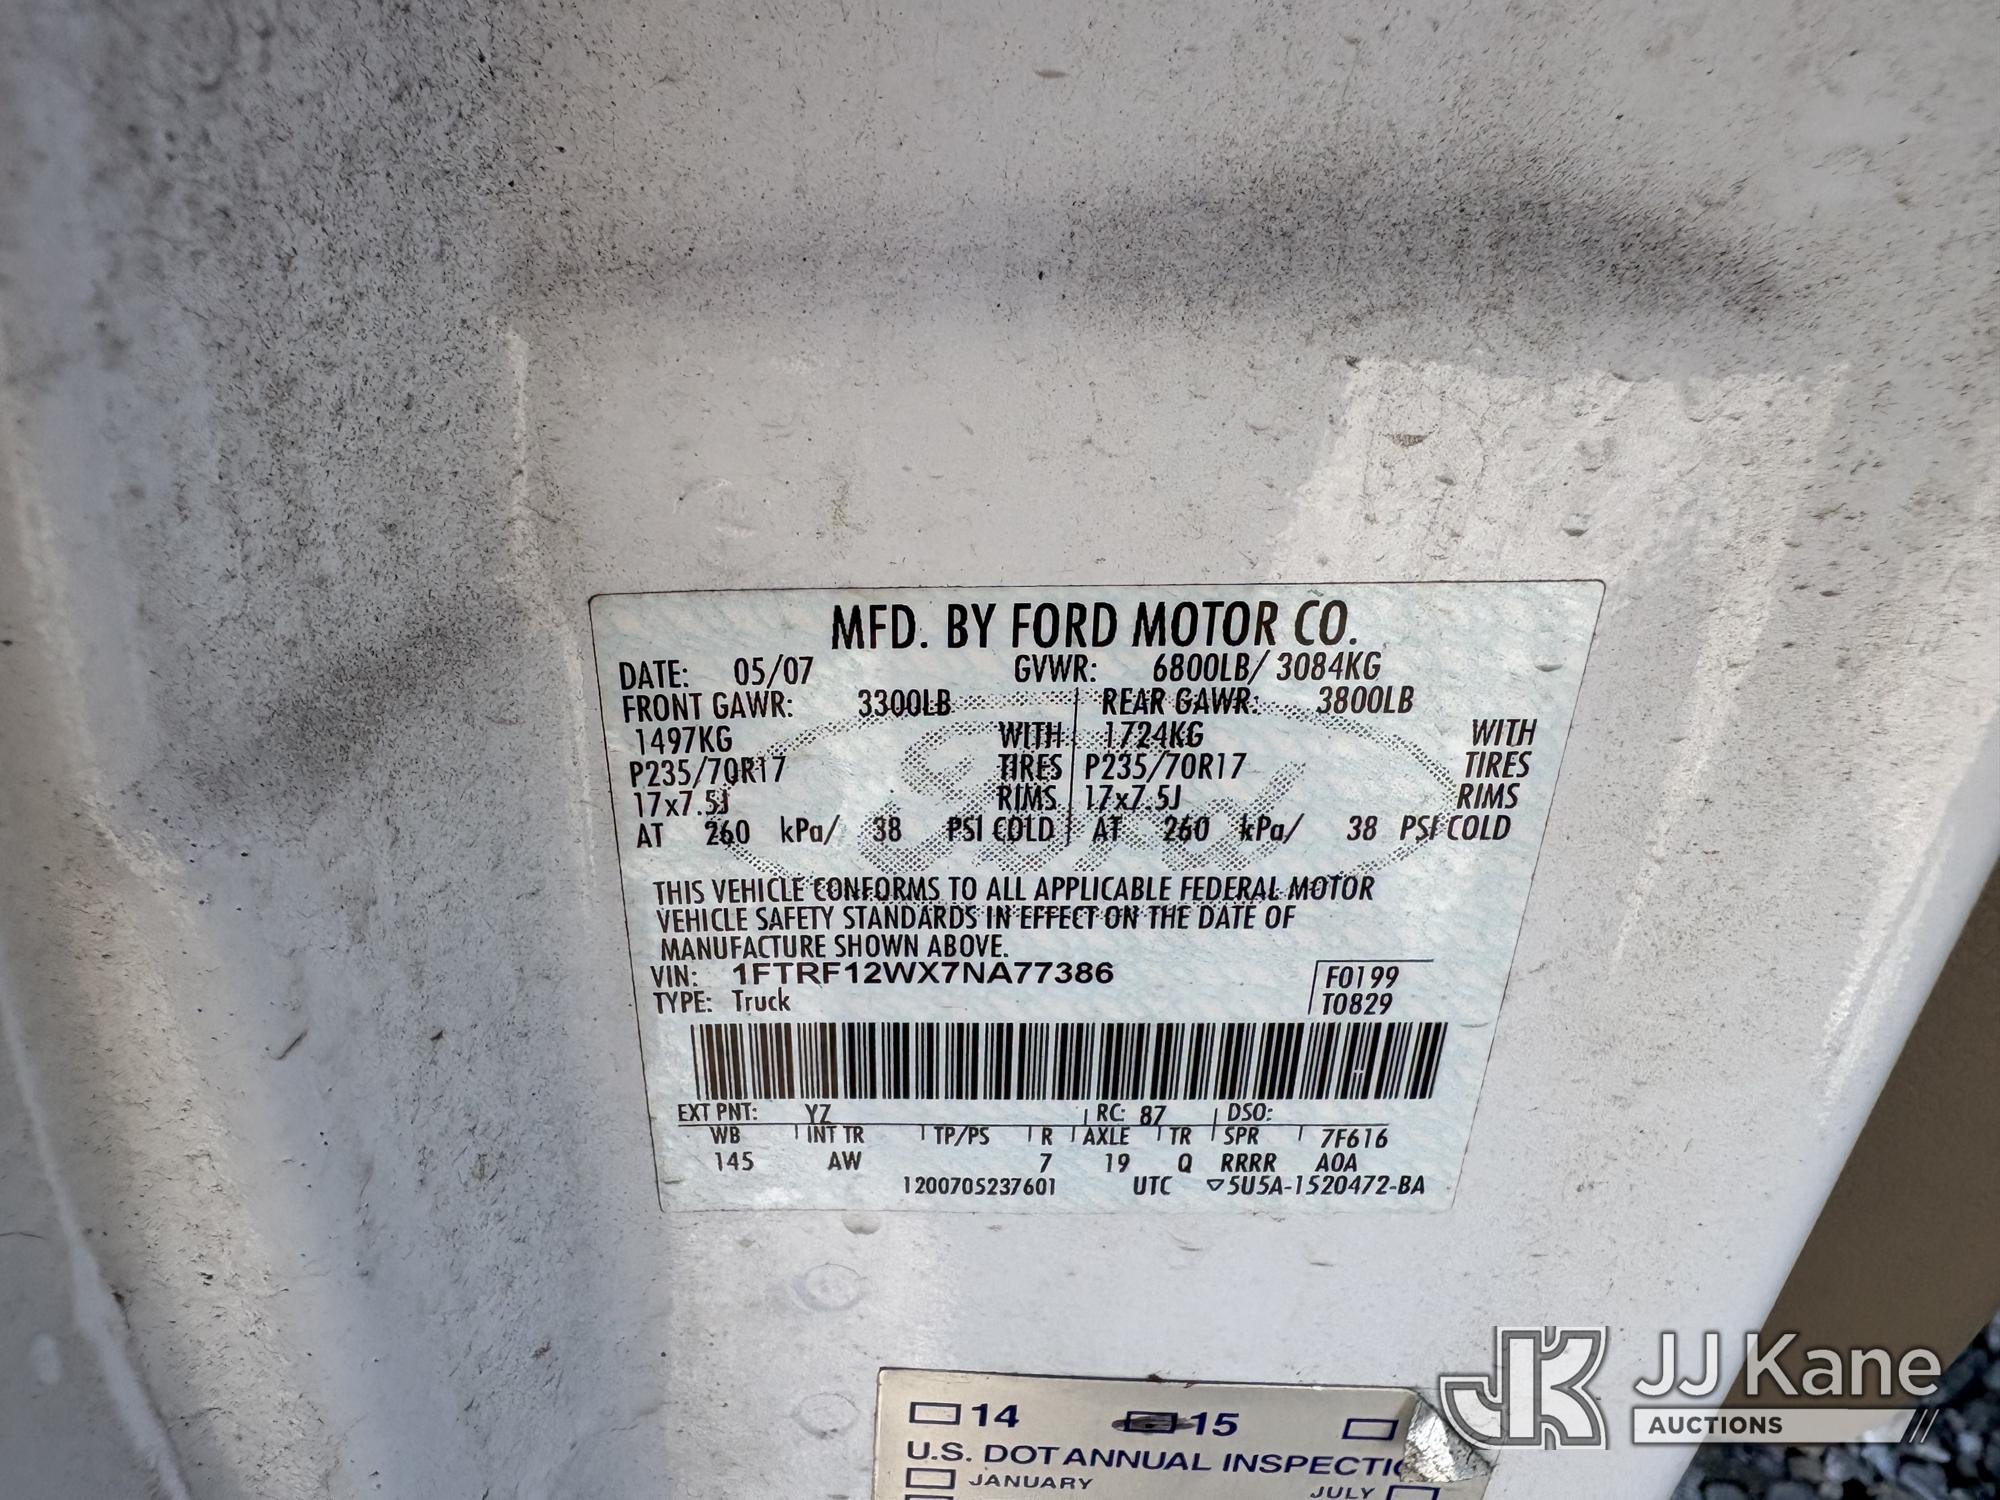 MFD. BY FORD MOTOR CO.
DATE: 05/07 GVWR: 6800LB/ 3084KG
FRONT GAWR: 3300LB REAR GAWR: 3800LB
1497KG WITH 1724KG WITH
P235/70R17 TIRES P235/70R17 TIRES
17x7.5J RIMS 17x7.5J RIMS
AT 260 kPa/ 38 PSI COLD AT 260 kPa/ 38 PSI COLD
THIS VEHICLE CONFORMS TO ALL APPLICABLE FEDERAL MOTOR
VEHICLE SAFETY STANDARDS IN EFFECT ON THE DATE OF
MANUFACTURE SHOWN ABOVE.
VIN: 1FTRF12WX7NA77386 F0199
TYPE: Truck T0829
EXT PNT: YZ RC: 87 DSO:
WB INT TR TP/PS R AXLE TR SPR 7F616
145 AW 7 19 Q RRRR A0A
1200705237601 UTC ▽5U5A-1520472-BA
14 15
U.S. DOT ANNUAL INSPECTI
JANUARY JULY
JK JJ Kane
AUCTIONS